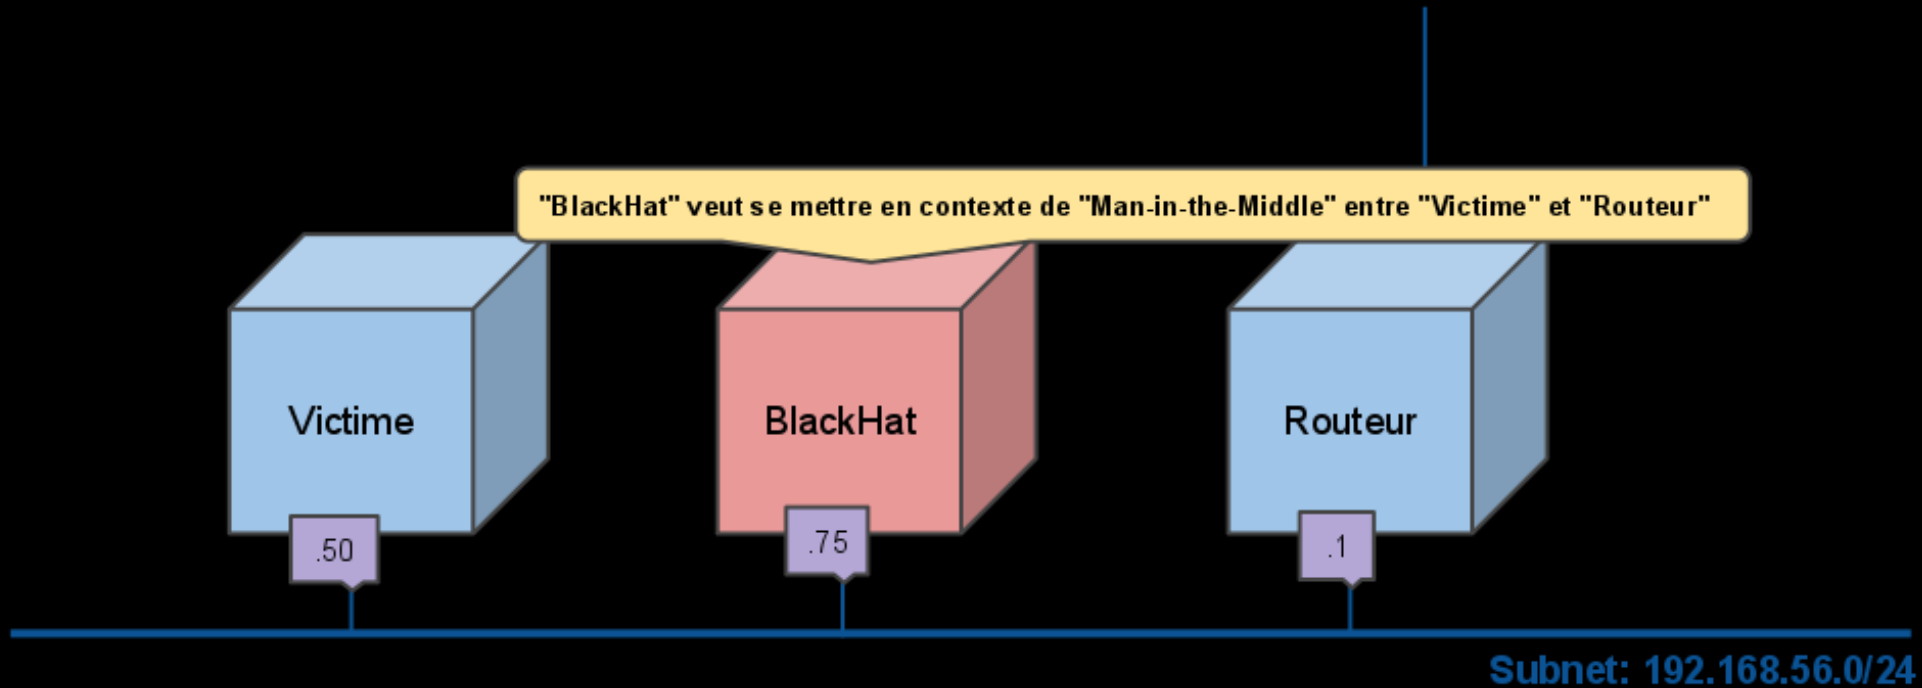 "BlackHat" veut se mettre en contexte de "Man-in-the-Middle" entre "Victime" et "Routeur"
Victime
BlackHat
Routeur
.50
.75
.1
Subnet: 192.168.56.0/24